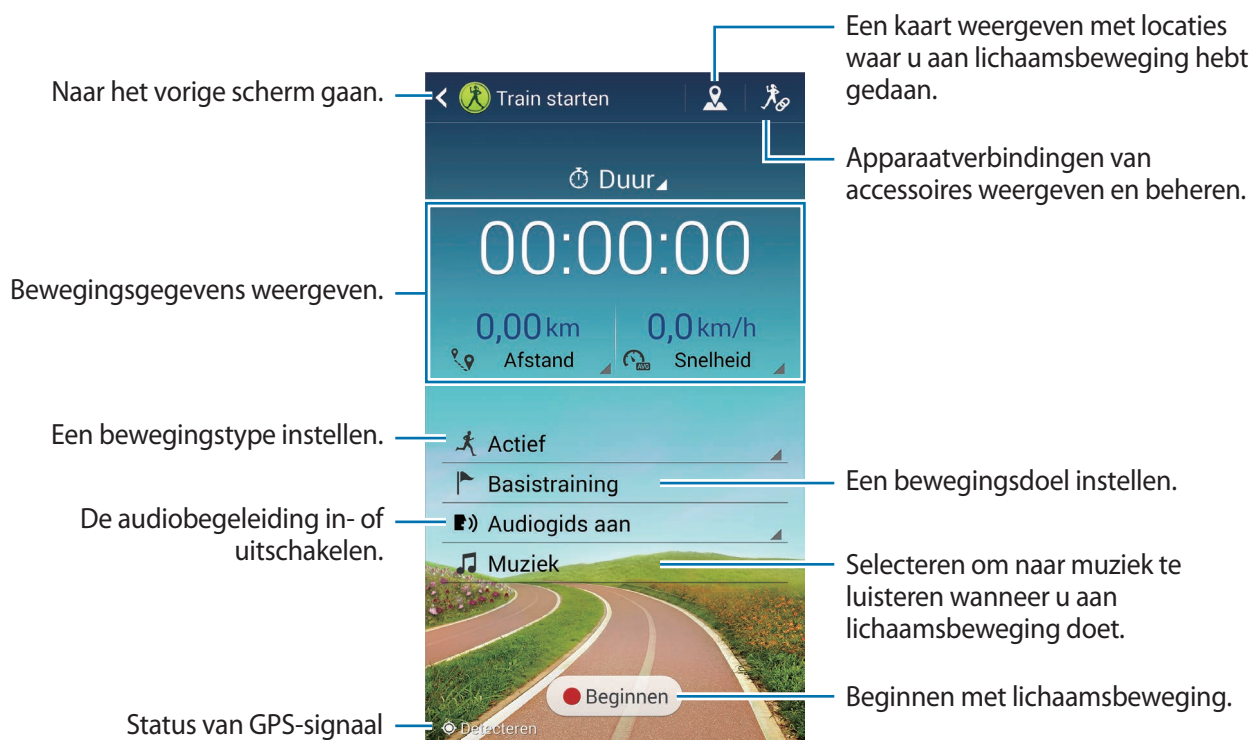 Een kaart weergeven met locaties
waar u aan lichaamsbeweging hebt
gedaan.
Naar het vorige scherm gaan.
Train starten
Apparaatverbindingen van
accessoires weergeven en beheren.
Duur
00:00:00
Bewegingsgegevens weergeven.
0,00 km
0,0 km/h
Afstand
AVG
Snelheid
Een bewegingstype instellen.
Actief
Basistraining
Een bewegingsdoel instellen.
De audiobegeleiding in- of
uitschakelen.
Audiogids aan
Muziek
Selecteren om naar muziek te
luisteren wanneer u aan
lichaamsbeweging doet.
Beginnen
Beginnen met lichaamsbeweging.
Status van GPS-signaal
Detecteren